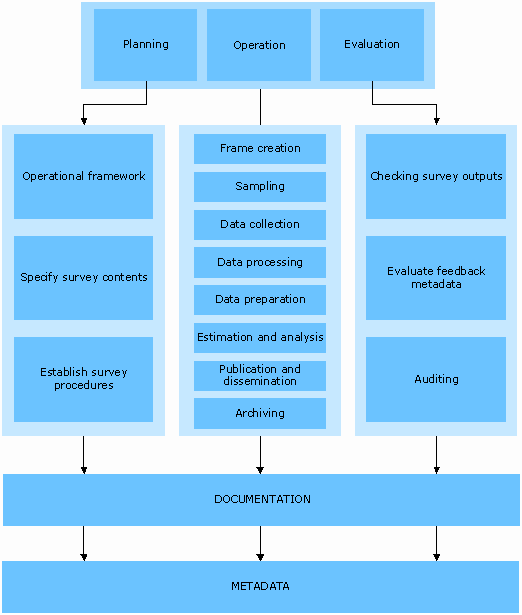 Planning
Operation
Evaluation
Operational framework
Specify survey contents
Establish survey
procedures
Frame creation
Sampling
Data collection
Data processing
Data preparation
Estimation and analysis
Publication and
dissemination
Archiving
Checking survey outputs
Evaluate feedback
metadata
Auditing
DOCUMENTATION
METADATA